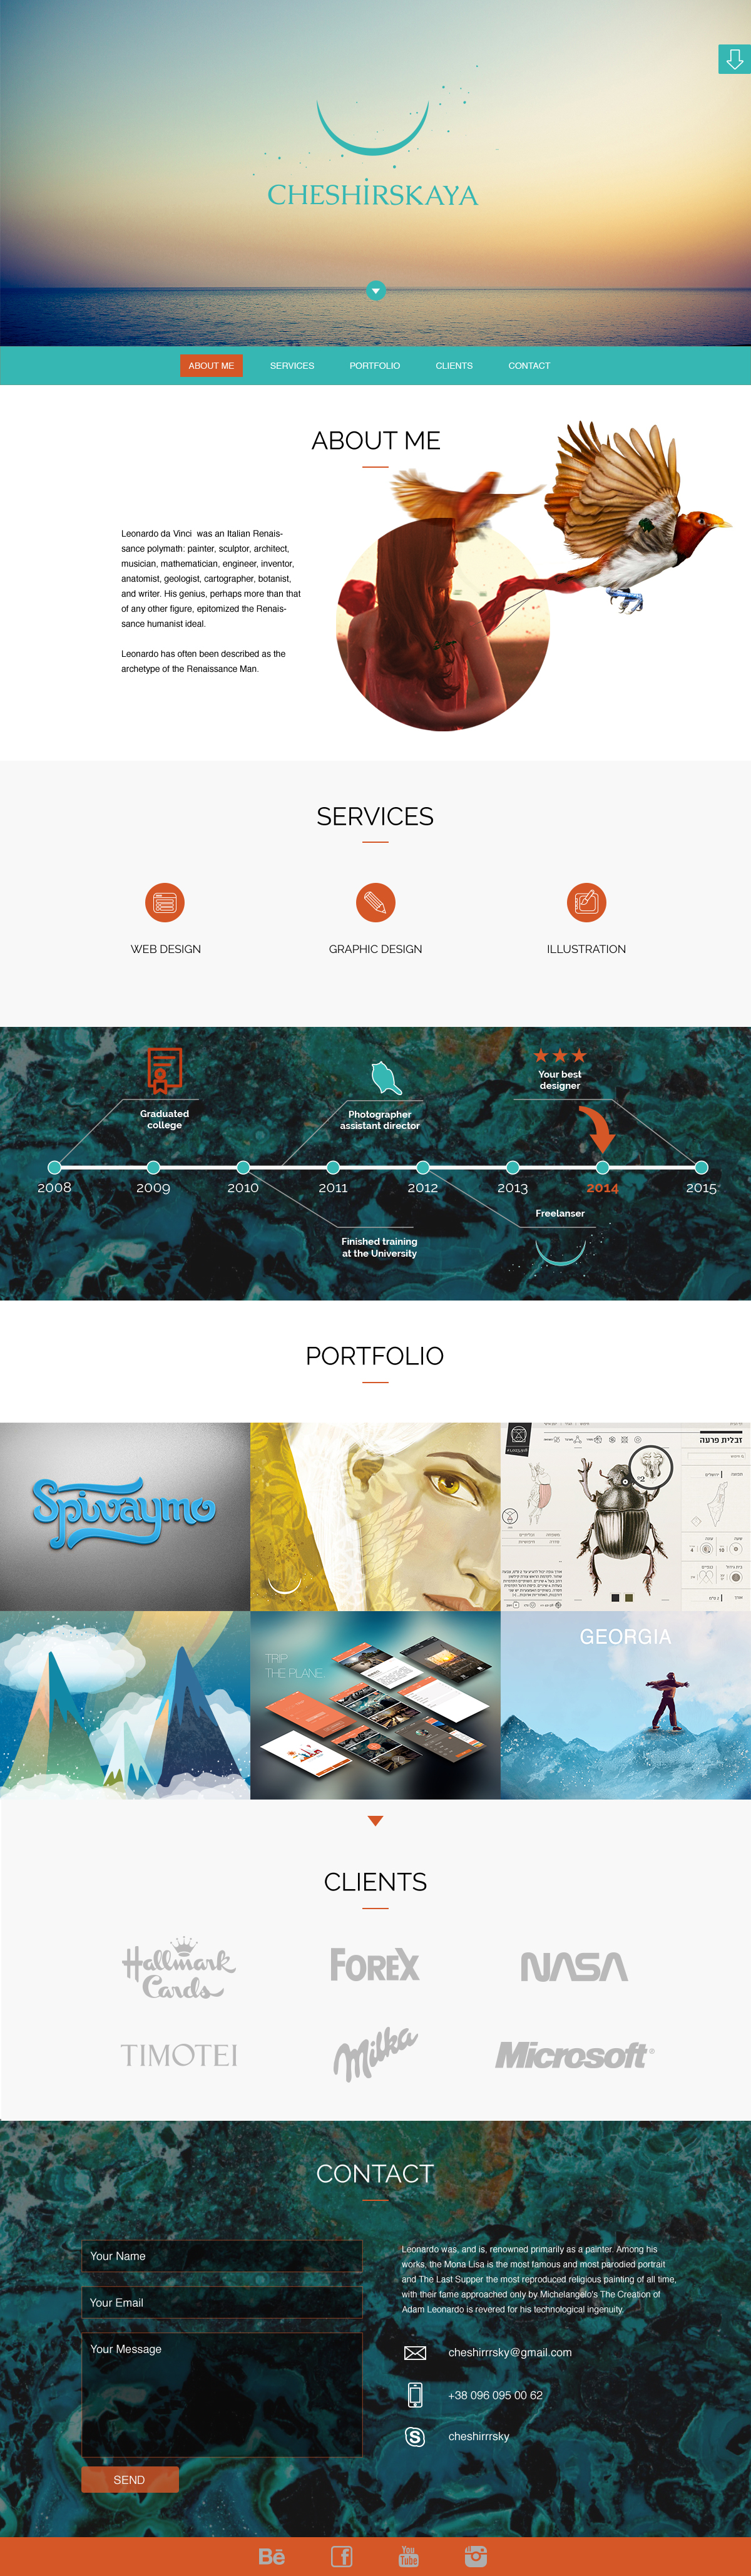 CHESHIRSKAYA
ABOUT ME
SERVICES
PORTFOLIO
CLIENTS
CONTACT
ABOUT ME
Leonardo da Vinci was an Italian Renais-
sance polymath: painter, sculptor, architect,
musician, mathematician, engineer, inventor,
anatomist, geologist, cartographer, botanist,
and writer. His genius, perhaps more than that
of any other figure, epitomized the Renais-
sance humanist ideal.
Leonardo has often been described as the
archetype of the Renaissance Man.
SERVICES
WEB DESIGN
GRAPHIC DESIGN
ILLUSTRATION
Graduated
college
Photographer
assistant director
Your best
designer
2008
2009
2010
2011
2012
2013
2014
2015
Finished training
at the University
Freelanser
PORTFOLIO
Spivaymo
זבלית פרעה
TRIP
THE PLANE
GEORGIA
CLIENTS
Hallmark
Cards
FOREX
NASA
TIMOTEI
Milka
Microsoft®
CONTACT
Your Name
Your Email
Your Message
SEND
Leonardo was, and is, renowned primarily as a painter. Among his
works, the Mona Lisa is the most famous and most parodied portrait
and The Last Supper the most reproduced religious painting of all time,
with their fame approached only by Michelangelo's The Creation of
Adam Leonardo is revered for his technological ingenuity.
cheshirrrsky@gmail.com
+38 096 095 00 62
cheshirrrsky
Bē
f
You
Tube